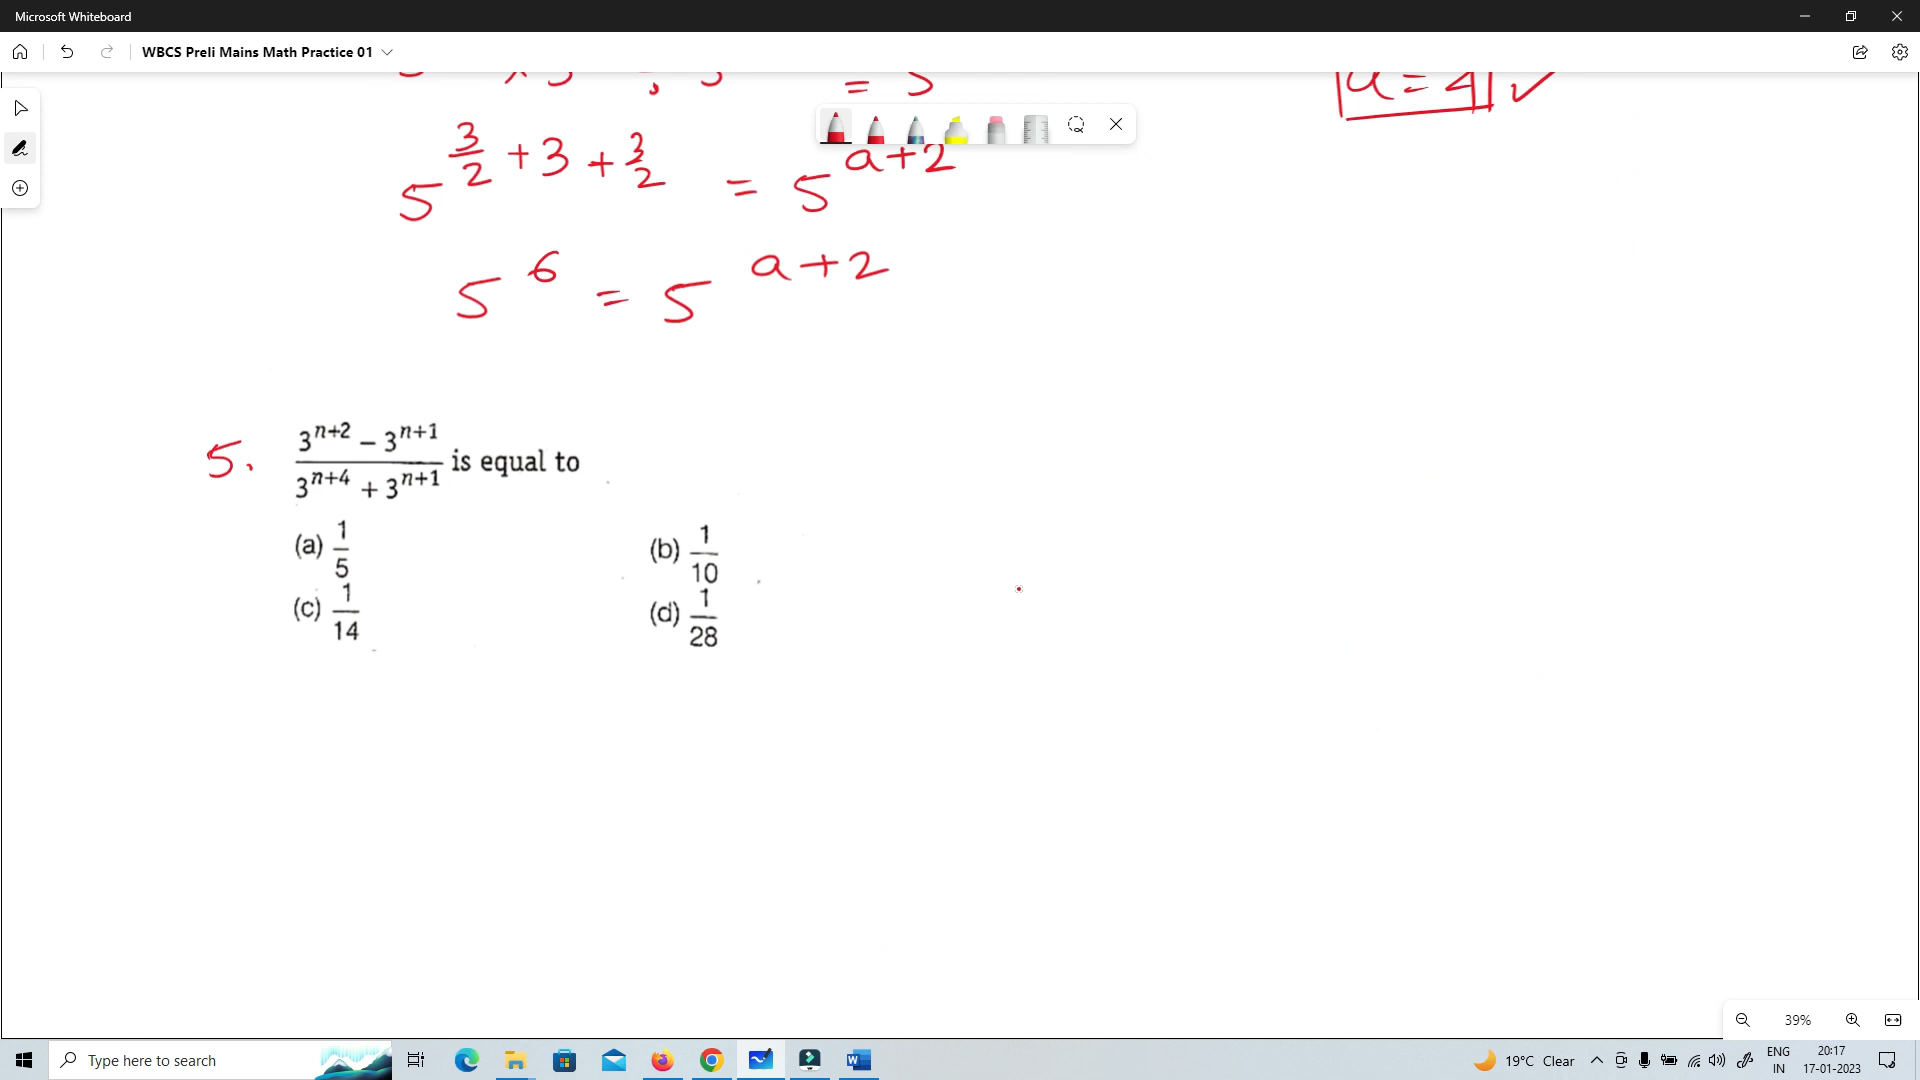 Microsoft Whiteboard
WBCS Preli Mains Math Practice 01
= 5
a = 4 ✓
5^(3/2 + 3 + 3/2) = 5^(a+2)
5^6 = 5^(a+2)
5. (3^(n+2) − 3^(n+1)) / (3^(n+4) + 3^(n+1)) is equal to
(a) 1/5 (b) 1/10
(c) 1/14 (d) 1/28
39%
Type here to search
19°C Clear
ENG
IN
20:17
17-01-2023